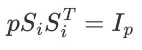 $pS_iS_i^T = I_p$